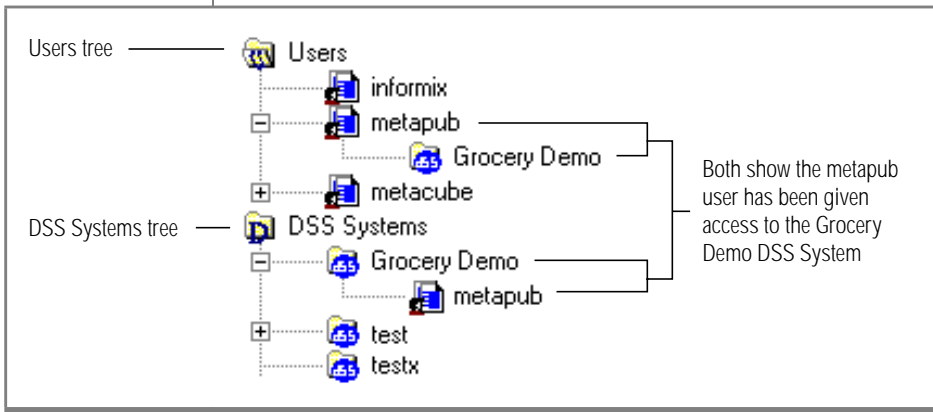 Users tree
Users
informix
metapub
Grocery Demo
metacube
DSS Systems tree
DSS Systems
Grocery Demo
metapub
test
testx
Both show the metapub
user has been given
access to the Grocery
Demo DSS System